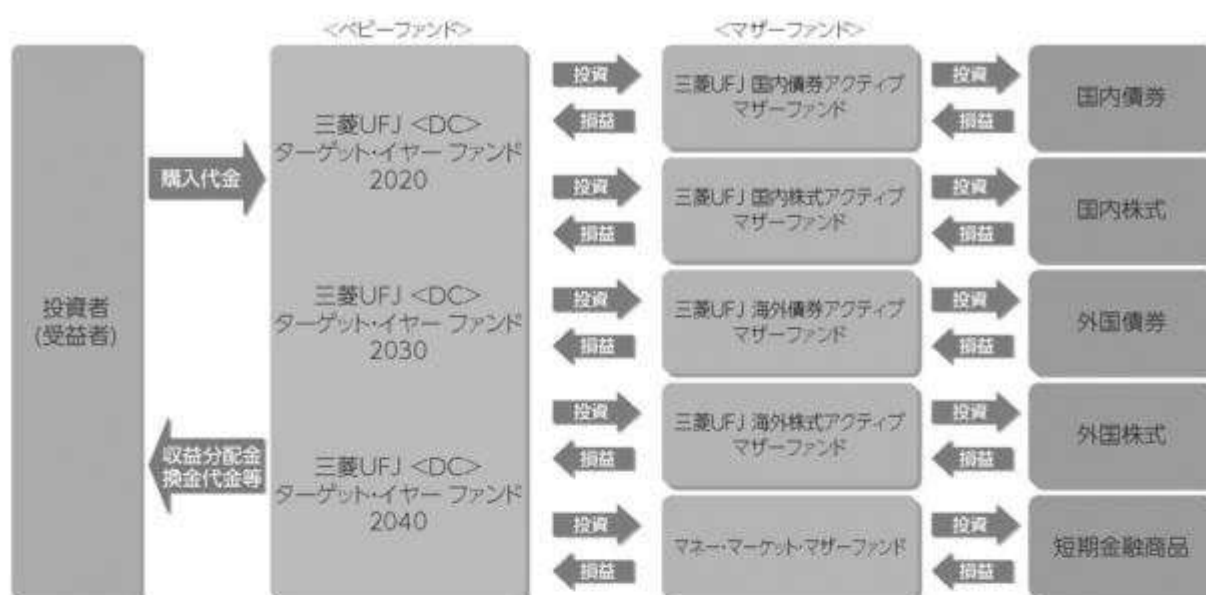 <ベビーファンド>
<マザーファンド>
投資者
(受益者)
購入代金
収益分配金
換金代金等
三菱UFJ <DC>
ターゲット・イヤー ファンド
2020
三菱UFJ <DC>
ターゲット・イヤー ファンド
2030
三菱UFJ <DC>
ターゲット・イヤー ファンド
2040
投資
損益
三菱UFJ 国内債券アクティブ
マザーファンド
投資
損益
国内債券
投資
損益
三菱UFJ 国内株式アクティブ
マザーファンド
投資
損益
国内株式
投資
損益
三菱UFJ 海外債券アクティブ
マザーファンド
投資
損益
外国債券
投資
損益
三菱UFJ 海外株式アクティブ
マザーファンド
投資
損益
外国株式
投資
損益
マネー・マーケット・マザーファンド
投資
損益
短期金融商品